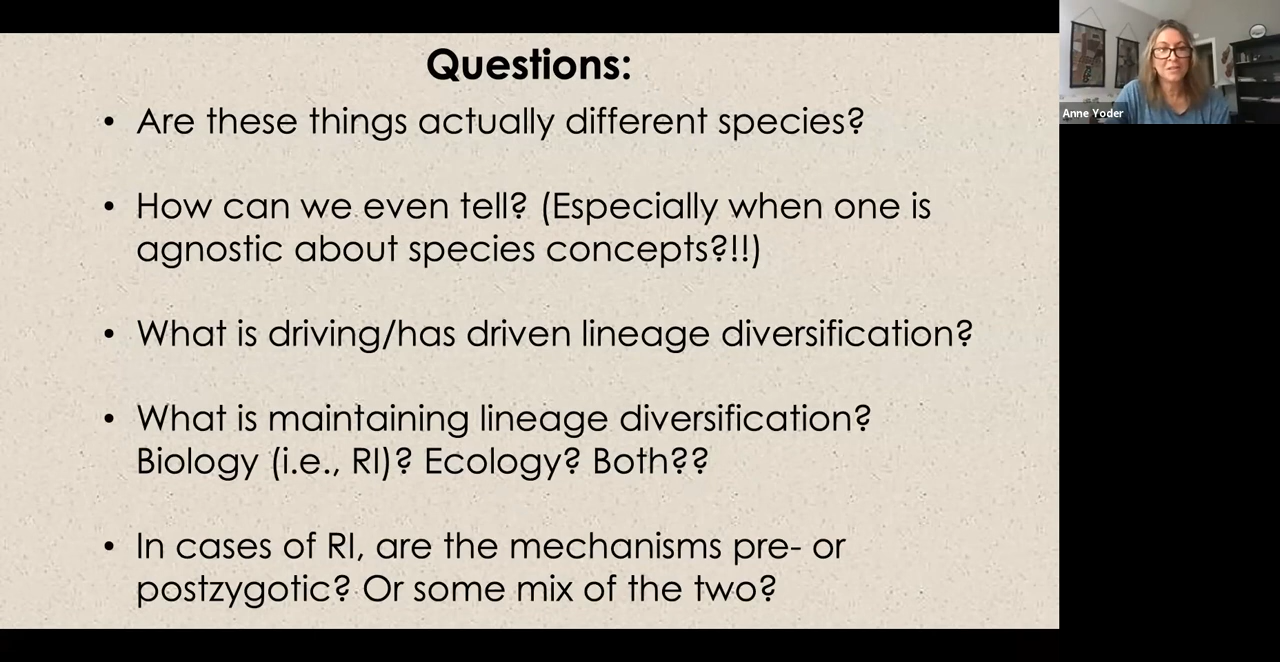 Questions:
• Are these things actually different species?
• How can we even tell? (Especially when one is
agnostic about species concepts?!!)
• What is driving/has driven lineage diversification?
• What is maintaining lineage diversification?
Biology (i.e., RI)? Ecology? Both??
• In cases of RI, are the mechanisms pre- or
postzygotic? Or some mix of the two?
Anne Yoder